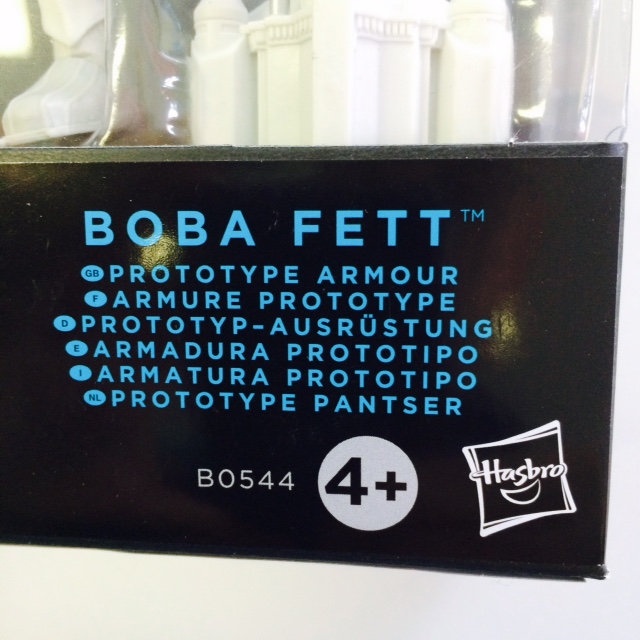 BOBA FETT™
GB PROTOTYPE ARMOUR
F ARMURE PROTOTYPE
D PROTOTYP-AUSRÜSTUNG
E ARMADURA PROTOTIPO
I ARMATURA PROTOTIPO
NL PROTOTYPE PANTSER
B0544 4+ Hasbro